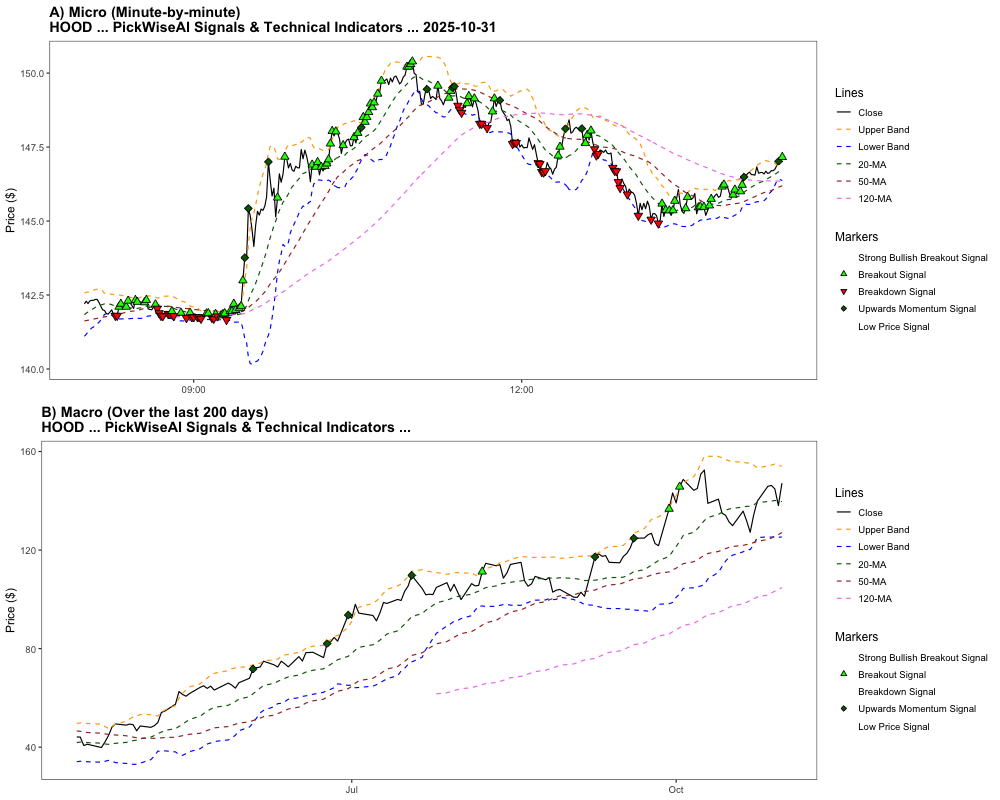 A) Micro (Minute-by-minute)
HOOD ... PickWiseAI Signals & Technical Indicators ... 2025-10-31
Price ($)
150.0
147.5
145.0
142.5
140.0
09:00
12:00
Lines
Close
Upper Band
Lower Band
20-MA
50-MA
120-MA
Markers
Strong Bullish Breakout Signal
Breakout Signal
Breakdown Signal
Upwards Momentum Signal
Low Price Signal
B) Macro (Over the last 200 days)
HOOD ... PickWiseAI Signals & Technical Indicators ...
Price ($)
160
120
80
40
Jul
Oct
Lines
Close
Upper Band
Lower Band
20-MA
50-MA
120-MA
Markers
Strong Bullish Breakout Signal
Breakout Signal
Breakdown Signal
Upwards Momentum Signal
Low Price Signal